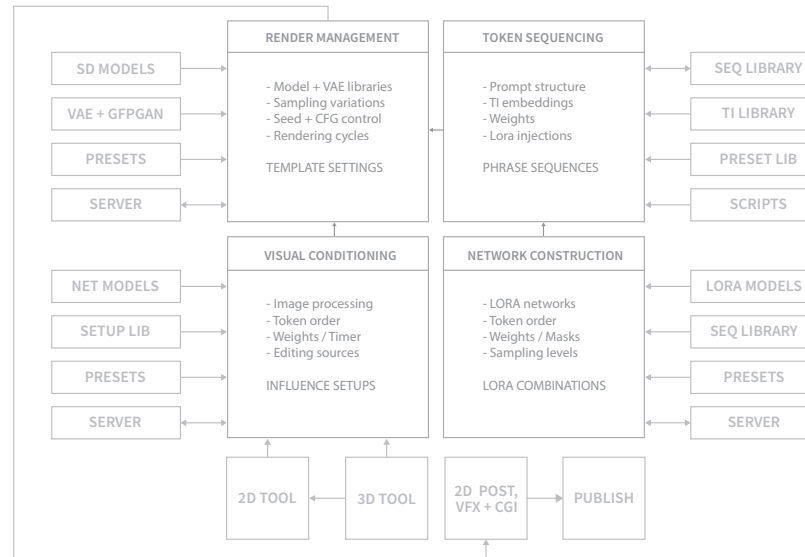 RENDER MANAGEMENT
- Model + VAE libraries
- Sampling variations
- Seed + CFG control
- Rendering cycles
TEMPLATE SETTINGS
TOKEN SEQUENCING
- Prompt structure
- TI embeddings
- Weights
- Lora injections
PHRASE SEQUENCES
SD MODELS
VAE + GFPGAN
PRESETS
SERVER
SEQ LIBRARY
TI LIBRARY
PRESET LIB
SCRIPTS
VISUAL CONDITIONING
- Image processing
- Token order
- Weights / Timer
- Editing sources
INFLUENCE SETUPS
NETWORK CONSTRUCTION
- LORA networks
- Token order
- Weights / Masks
- Sampling levels
LORA COMBINATIONS
NET MODELS
SETUP LIB
PRESETS
SERVER
LORA MODELS
SEQ LIBRARY
PRESETS
SERVER
2D TOOL
3D TOOL
2D POST,
VFX + CGI
PUBLISH